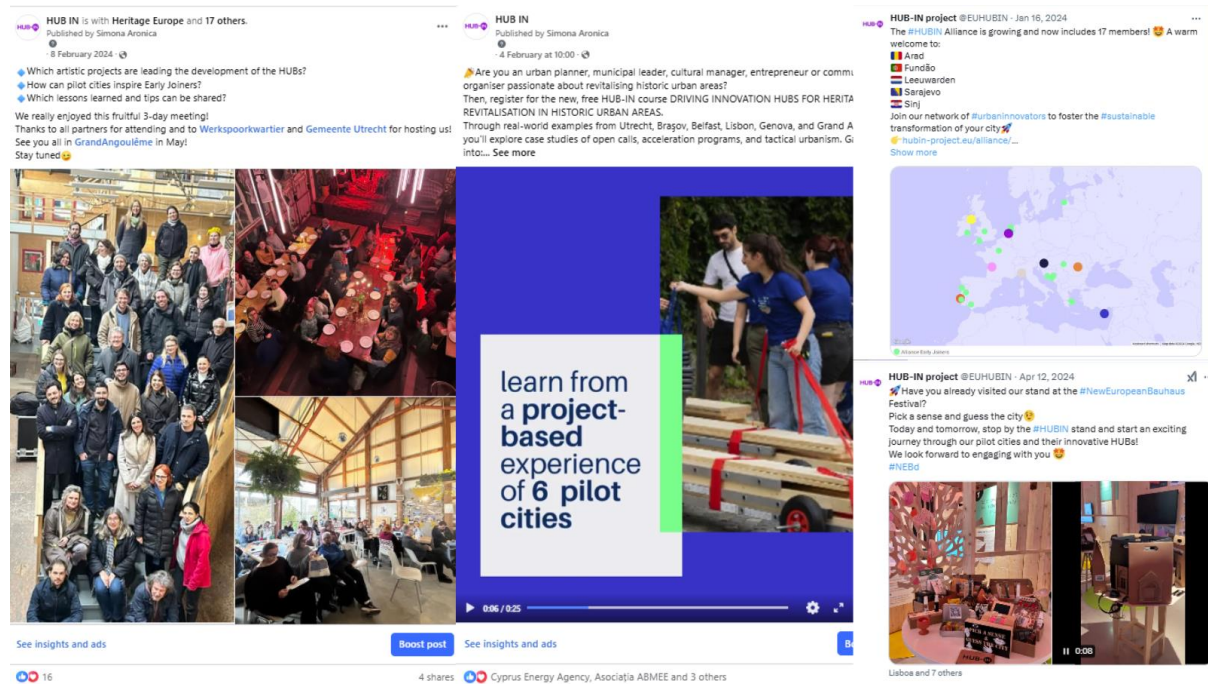 HUB IN is with Heritage Europe and 17 others.
Published by Simona Aronica
· 8 February 2024 ·
Which artistic projects are leading the development of the HUBs?
How can pilot cities inspire Early Joiners?
Which lessons learned and tips can be shared?
We really enjoyed this fruitful 3-day meeting!
Thanks to all partners for attending and to Werkspoorkwartier and Gemeente Utrecht for hosting us!
See you all in GrandAngoulême in May!
Stay tuned
See insights and ads
Boost post
16
4 shares
HUB IN
Published by Simona Aronica
· 4 February at 10:00 ·
Are you an urban planner, municipal leader, cultural manager, entrepreneur or commu
organiser passionate about revitalising historic urban areas?
Then, register for the new, free HUB-IN course DRIVING INNOVATION HUBS FOR HERITA
REVITALISATION IN HISTORIC URBAN AREAS.
Through real-world examples from Utrecht, Braşov, Belfast, Lisbon, Genova, and Grand A
you'll explore case studies of open calls, acceleration programs, and tactical urbanism. Ga
into:... See more
learn from
a project-
based
experience
of 6 pilot
cities
0:06 / 0:25
See insights and ads
Bo
Cyprus Energy Agency, Asociația ABMEE and 3 others
HUB-IN project @EUHUBIN · Jan 16, 2024
The #HUBIN Alliance is growing and now includes 17 members! A warm
welcome to:
Arad
Fundão
Leeuwarden
Sarajevo
Sinj
Join our network of #urbaninnovators to foster the #sustainable
transformation of your city
hubin-project.eu/alliance/...
Show more
Alliance Early Joiners
HUB-IN project @EUHUBIN · Apr 12, 2024
Have you already visited our stand at the #NewEuropeanBauhaus
Festival?
Pick a sense and guess the city
Today and tomorrow, stop by the #HUBIN stand and start an exciting
journey through our pilot cities and their innovative HUBs!
We look forward to engaging with you
#NEBd
PICK A SENSE
GUESS THE CITY
HUB-IN
0:08
Lisboa and 7 others